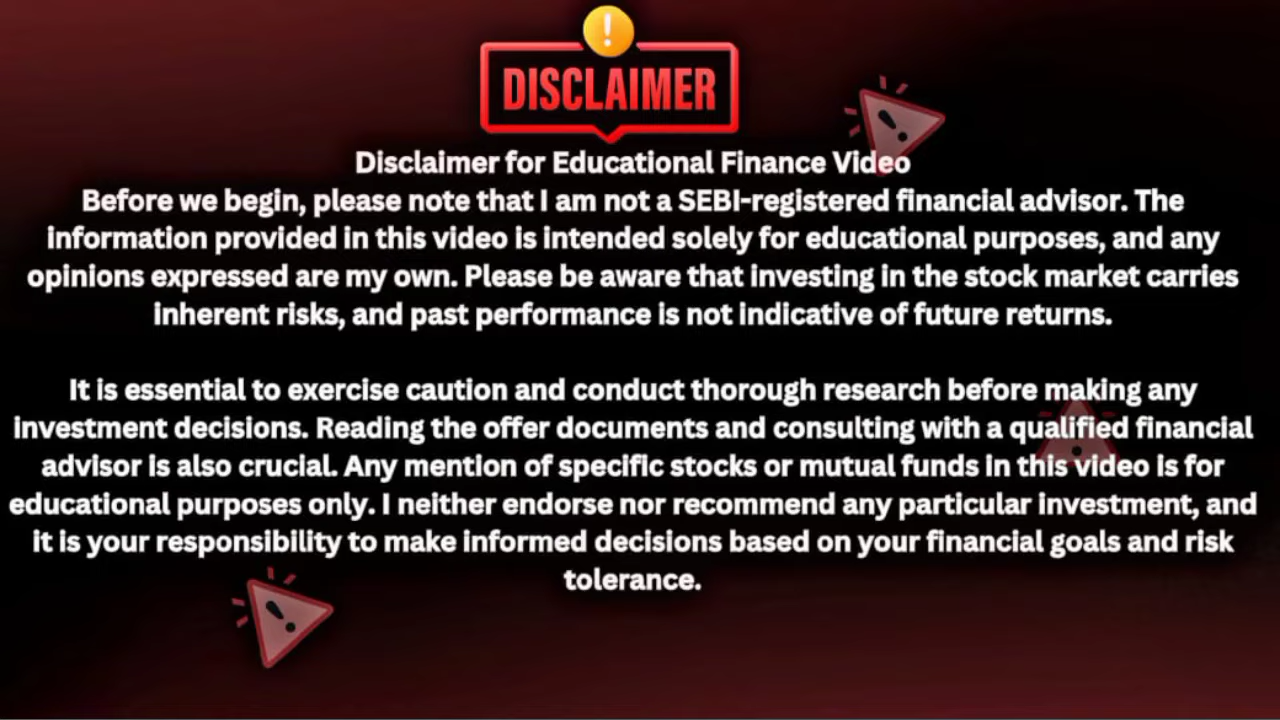 !
DISCLAIMER
Disclaimer for Educational Finance Video
Before we begin, please note that I am not a SEBI-registered financial advisor. The
information provided in this video is intended solely for educational purposes, and any
opinions expressed are my own. Please be aware that investing in the stock market carries
inherent risks, and past performance is not indicative of future returns.
It is essential to exercise caution and conduct thorough research before making any
investment decisions. Reading the offer documents and consulting with a qualified financial
advisor is also crucial. Any mention of specific stocks or mutual funds in this video is for
educational purposes only. I neither endorse nor recommend any particular investment, and
it is your responsibility to make informed decisions based on your financial goals and risk
tolerance.